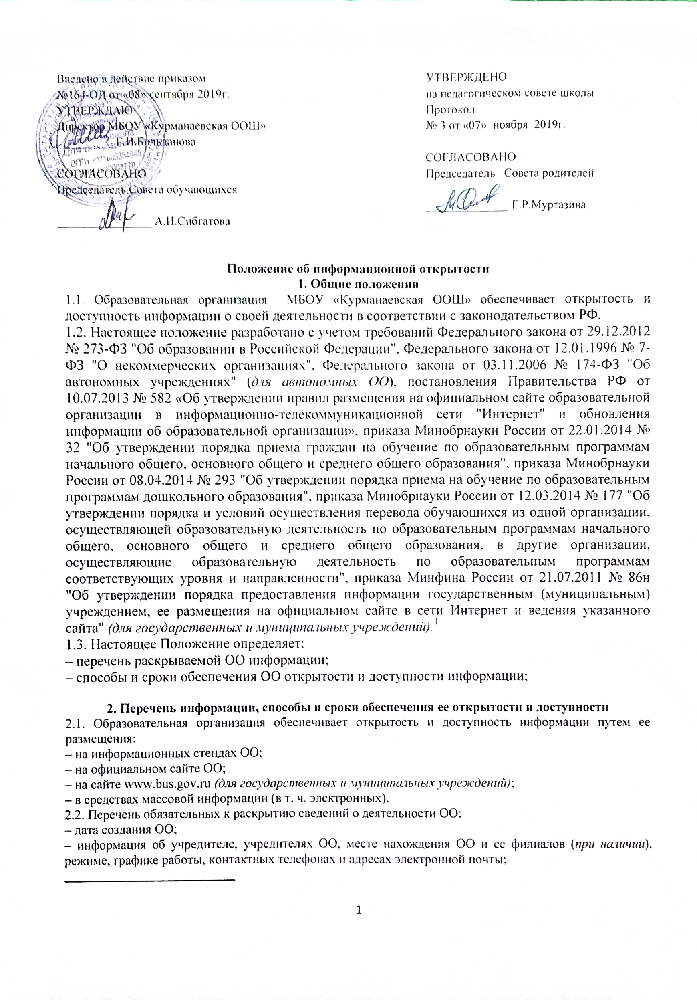 Введено в действие приказом
№164-ОД от «08» сентября 2019г.
УТВЕРЖДАЮ
Директор МБОУ «Курманаевская ООШ»
СОГЛАСОВАНО
Председатель Совета обучающихся
А.И.Сибгатова
УТВЕРЖДЕНО
на педагогическом совете школы
Протокол
№ 3 от «07» ноября 2019г.
СОГЛАСОВАНО
Председатель Совета родителей
Г.Р.Муртазина
Положение об информационной открытости
1. Общие положения
1.1. Образовательная организация МБОУ «Курманаевская ООШ» обеспечивает открытость и
доступность информации о своей деятельности в соответствии с законодательством РФ.
1.2. Настоящее положение разработано с учетом требований Федерального закона от 29.12.2012
№ 273-ФЗ "Об образовании в Российской Федерации". Федерального закона от 12.01.1996 № 7-
ФЗ "О некоммерческих организациях", Федерального закона от 03.11.2006 № 174-ФЗ "Об
автономных учреждениях" (для автономных ОО), постановления Правительства РФ от
10.07.2013 № 582 «Об утверждении правил размещения на официальном сайте образовательной
организации в информационно-телекоммуникационной сети "Интернет" и обновления
информации об образовательной организации», приказа Минобрнауки России от 22.01.2014 №
32 "Об утверждении порядка приема граждан на обучение по образовательным программам
начального общего, основного общего и среднего общего образования", приказа Минобрнауки
России от 08.04.2014 № 293 "Об утверждении порядка приема на обучение по образовательным
программам дошкольного образования", приказа Минобрнауки России от 12.03.2014 № 177 "Об
утверждении порядка и условий осуществления перевода обучающихся из одной организации,
осуществляющей образовательную деятельность по образовательным программам начального
общего, основного общего и среднего общего образования, в другие организации,
осуществляющие образовательную деятельность по образовательным программам
соответствующих уровня и направленности", приказа Минфина России от 21.07.2011 № 86н
"Об утверждении порядка предоставления информации государственным (муниципальным)
учреждением, ее размещения на официальном сайте в сети Интернет и ведения указанного
сайта" (для государственных и муниципальных учреждений).1
1.3. Настоящее Положение определяет:
– перечень раскрываемой ОО информации;
– способы и сроки обеспечения ОО открытости и доступности информации;
2. Перечень информации, способы и сроки обеспечения ее открытости и доступности
2.1. Образовательная организация обеспечивает открытость и доступность информации путем ее
размещения:
– на информационных стендах ОО;
– на официальном сайте ОО;
– на сайте www.bus.gov.ru (для государственных и муниципальных учреждений);
– в средствах массовой информации (в т. ч. электронных).
2.2. Перечень обязательных к раскрытию сведений о деятельности ОО:
– дата создания ОО;
– информация об учредителе, учредителях ОО, месте нахождения ОО и ее филиалов (при наличии),
режиме, графике работы, контактных телефонах и адресах электронной почты;
1